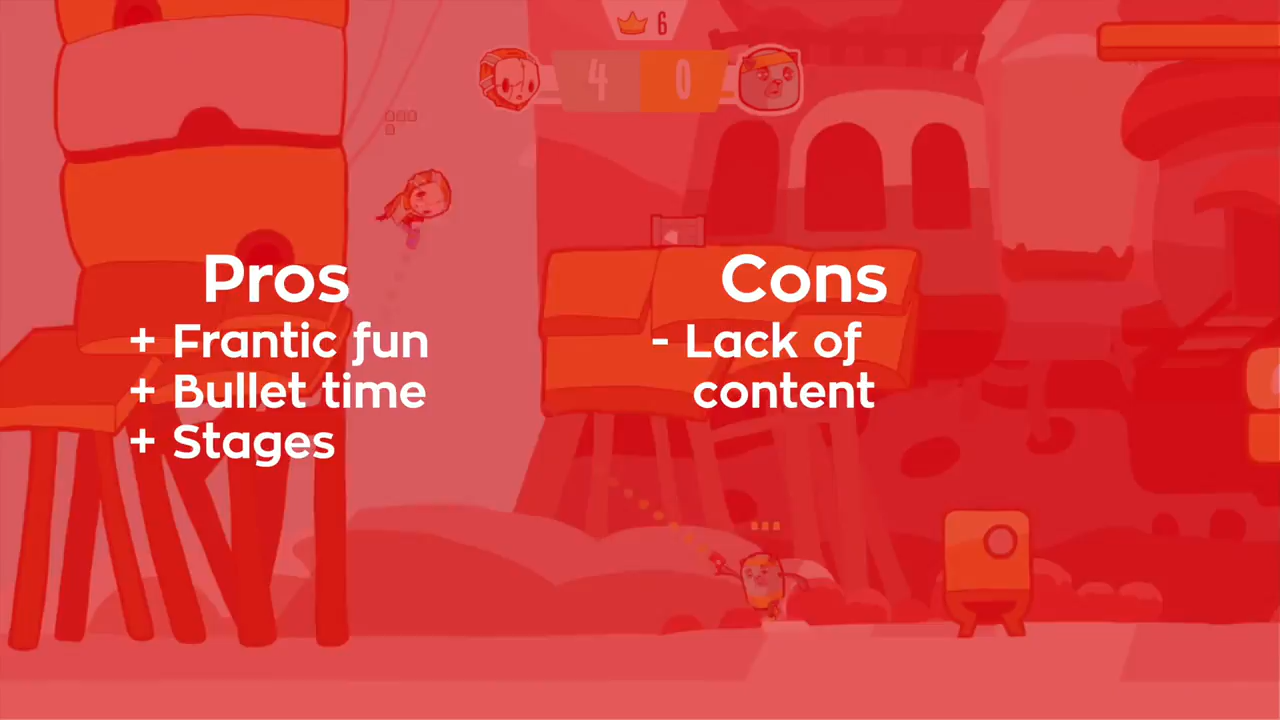 6
4 0
Pros
+ Frantic fun
+ Bullet time
+ Stages
Cons
- Lack of
content